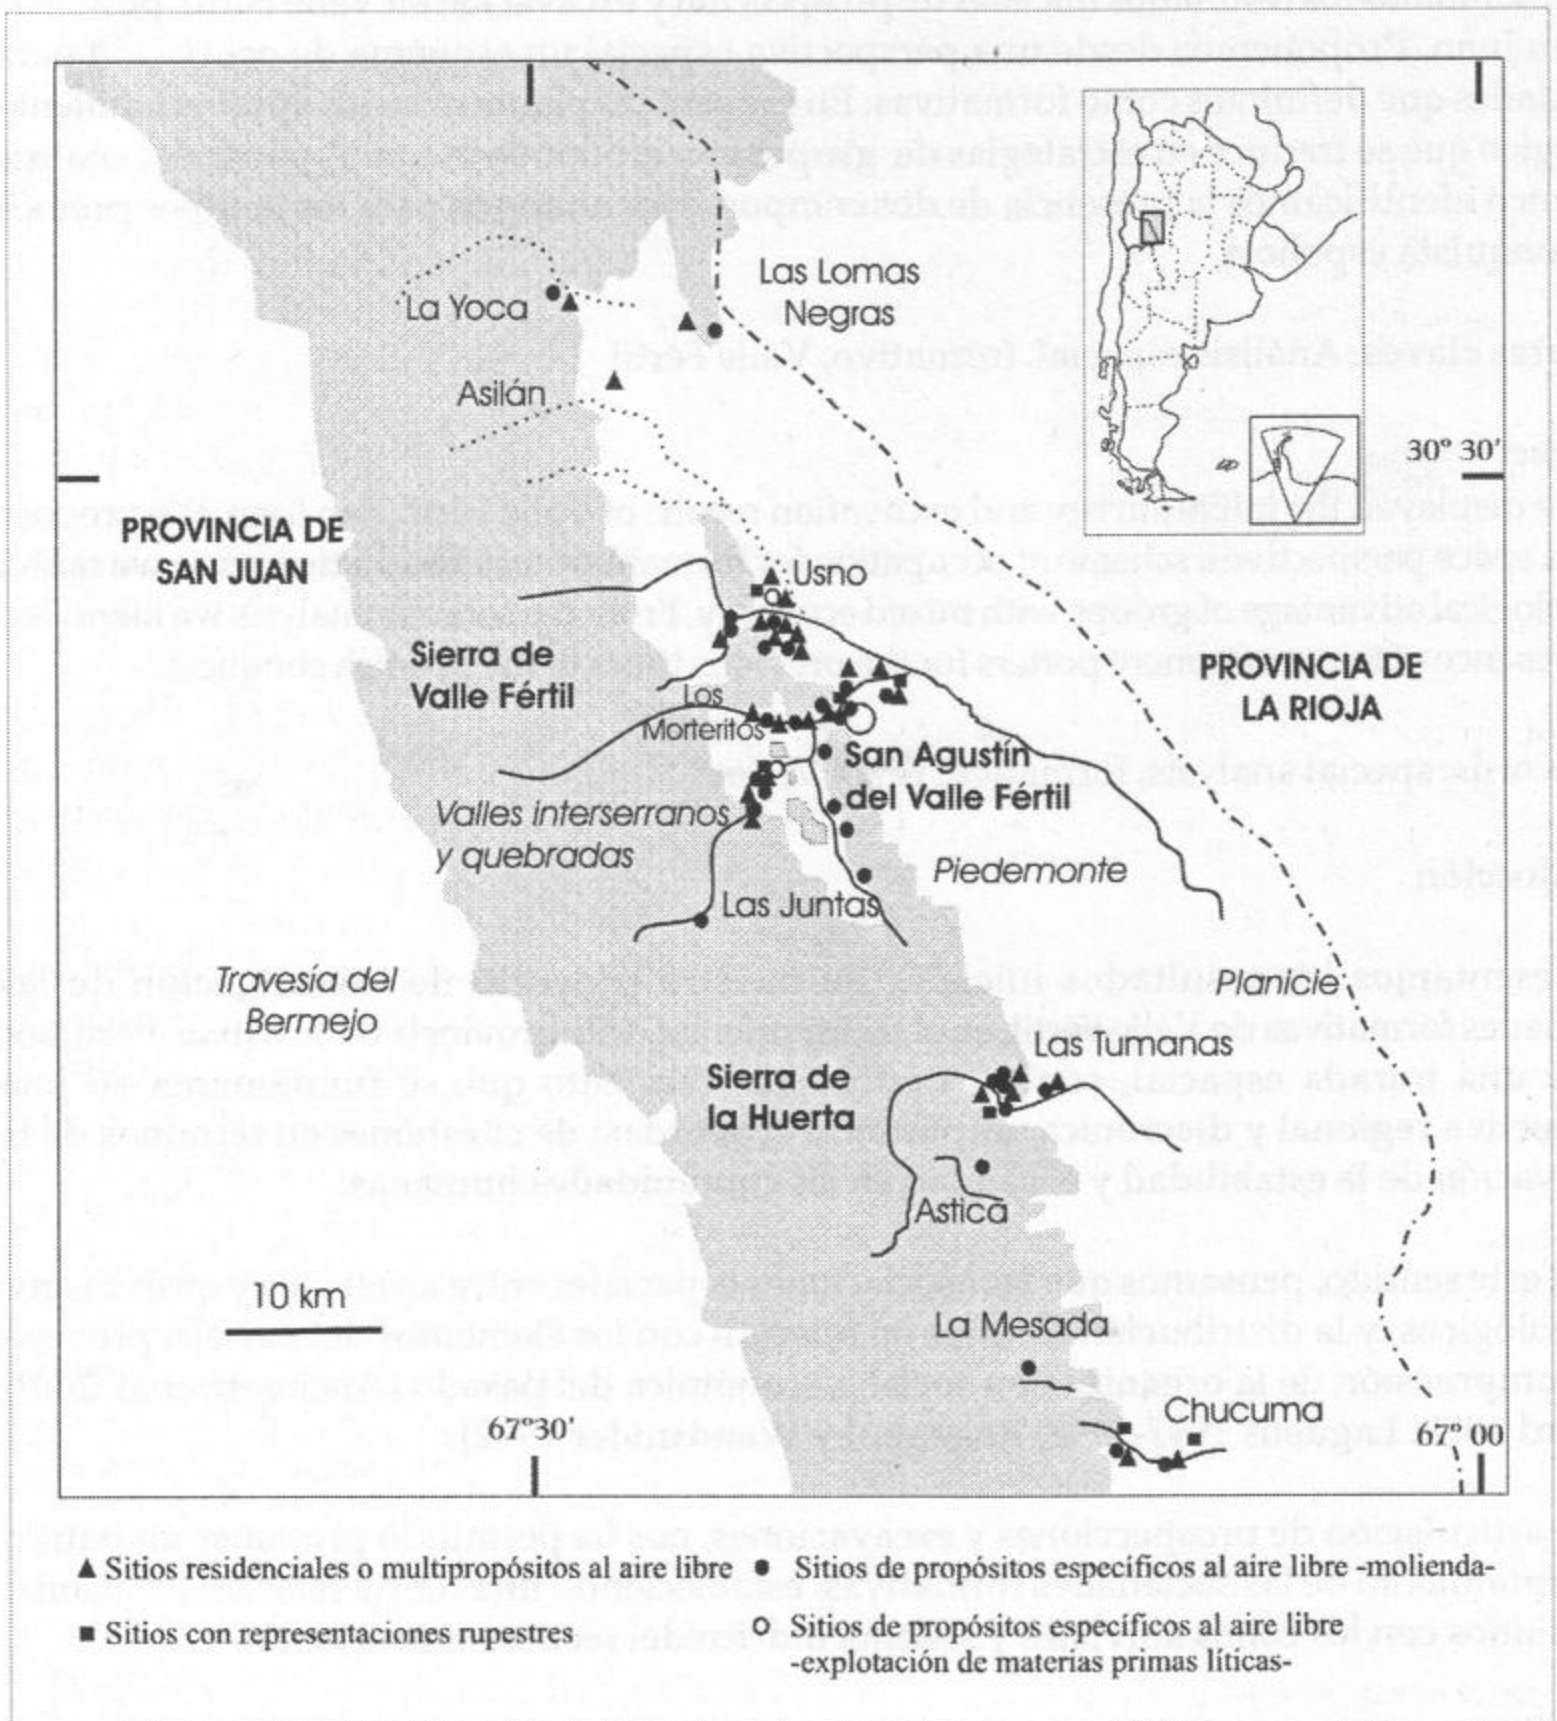 Las Lomas
Negras
La Yoca
Asilán
30° 30'
PROVINCIA DE
SAN JUAN
Usno
Sierra de
Valle Fértil
PROVINCIA DE
LA RIOJA
Los
Morteritos
San Agustín
del Valle Fértil
Valles interserranos
y quebradas
Piedemonte
Las Juntas
Travesía del
Bermejo
Planicie
Las Tumanas
Sierra de
la Huerta
Astica
10 km
La Mesada
Chucuma
67°30'
67° 00
Sitios residenciales o multipropósitos al aire libre
Sitios de propósitos específicos al aire libre -molienda-
Sitios con representaciones rupestres
Sitios de propósitos específicos al aire libre
-explotación de materias primas líticas-